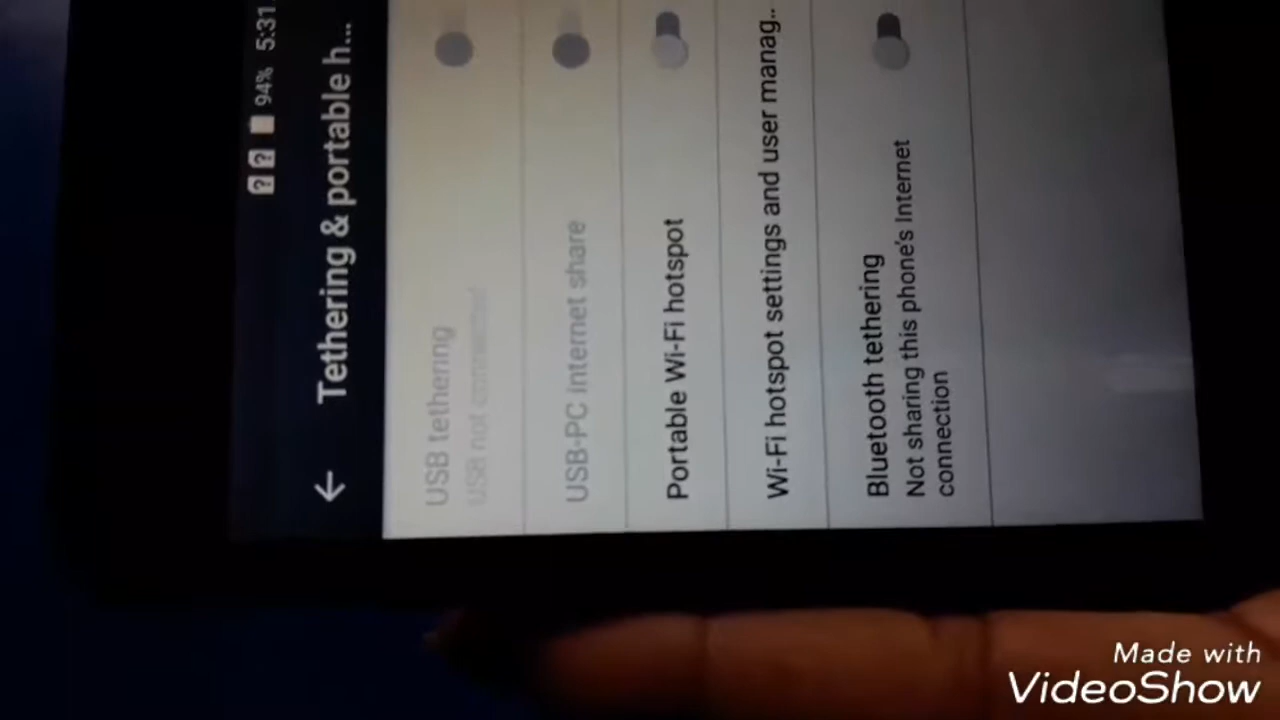 94% 5:31
Tethering & portable h...
USB tethering
USB not connected
USB-PC internet share
Portable Wi-Fi hotspot
Wi-Fi hotspot settings and user manag..
Bluetooth tethering
Not sharing this phone's Internet
connection
Made with
VideoShow